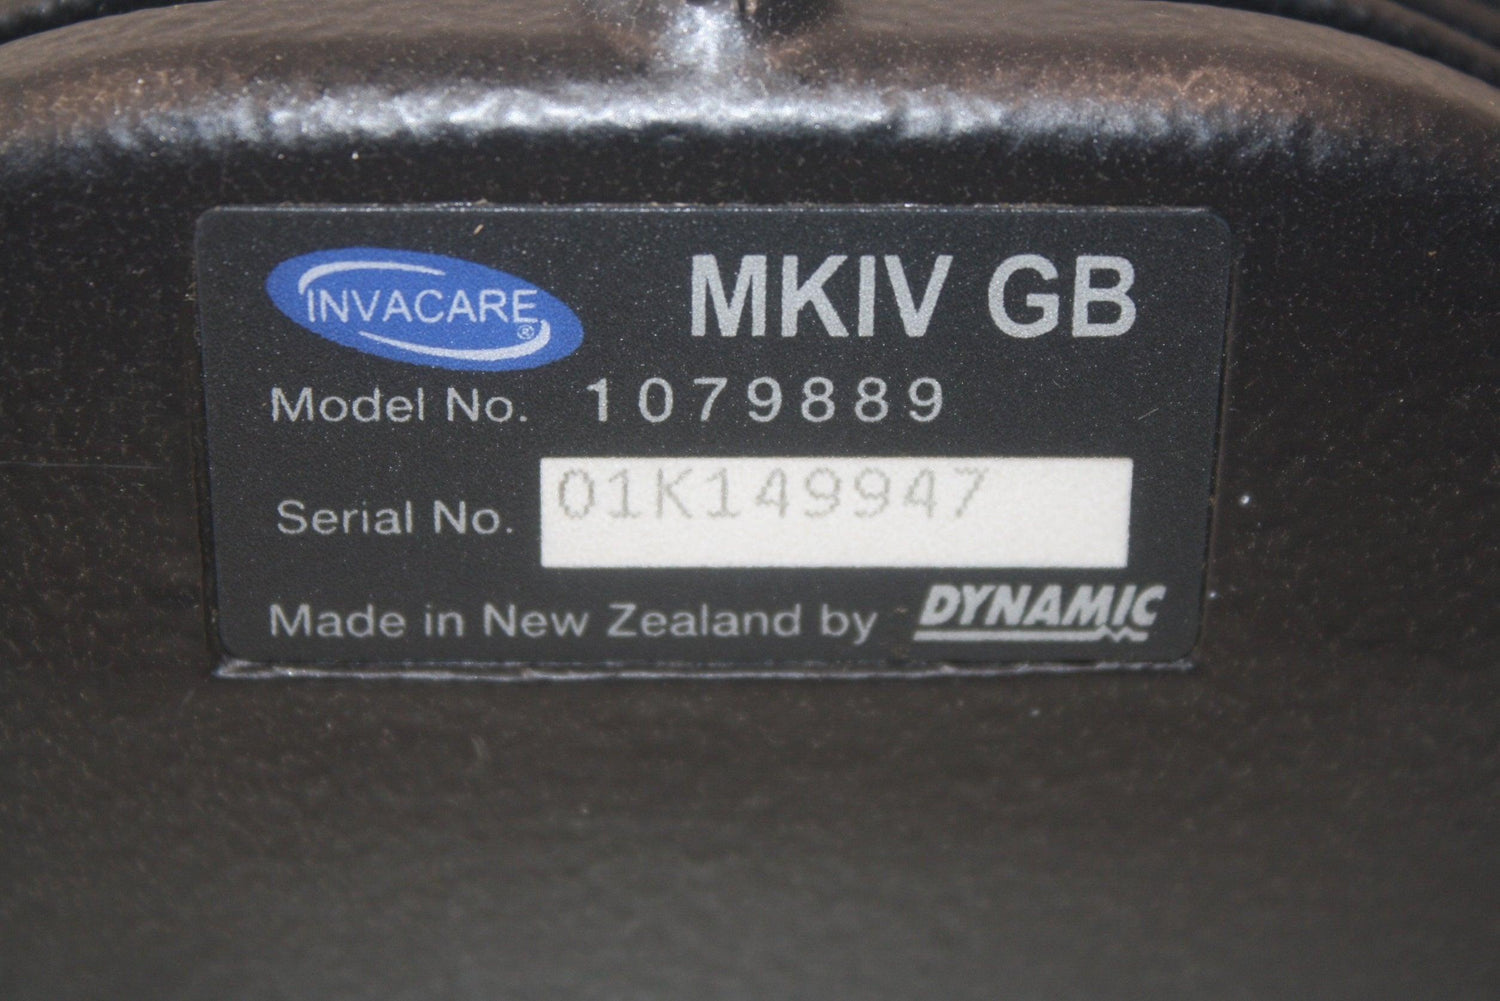 INVACARE® MKIV GB
Model No. 1079889
Serial No. 01K149947
Made in New Zealand by DYNAMIC